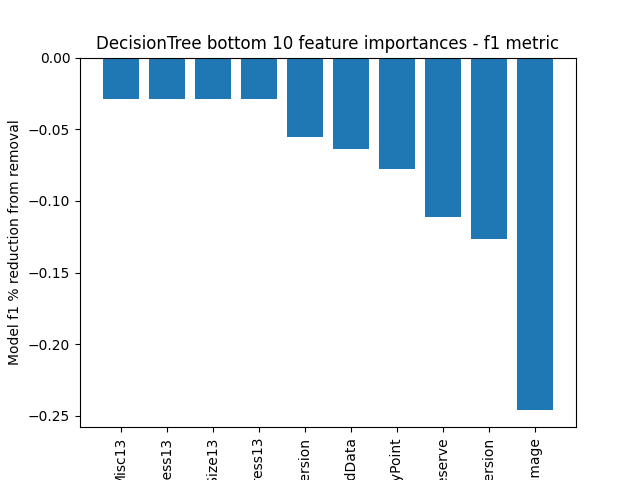 DecisionTree bottom 10 feature importances - f1 metric
Model f1 % reduction from removal
0.00
−0.05
−0.10
−0.15
−0.20
−0.25
Misc13
ess13
Size13
ress13
ersion
dData
yPoint
eserve
ersion
mage